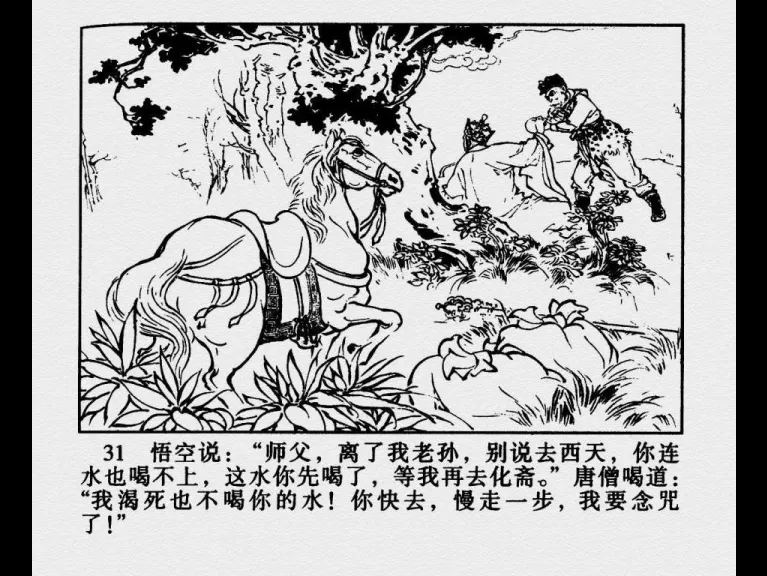 31 悟空说：“师父，离了我老孙，别说去西天，你连
水也喝不上，这水你先喝了，等我再去化斋。”唐僧喝道：
“我渴死也不喝你的水！你快去，慢走一步，我要念咒
了！”